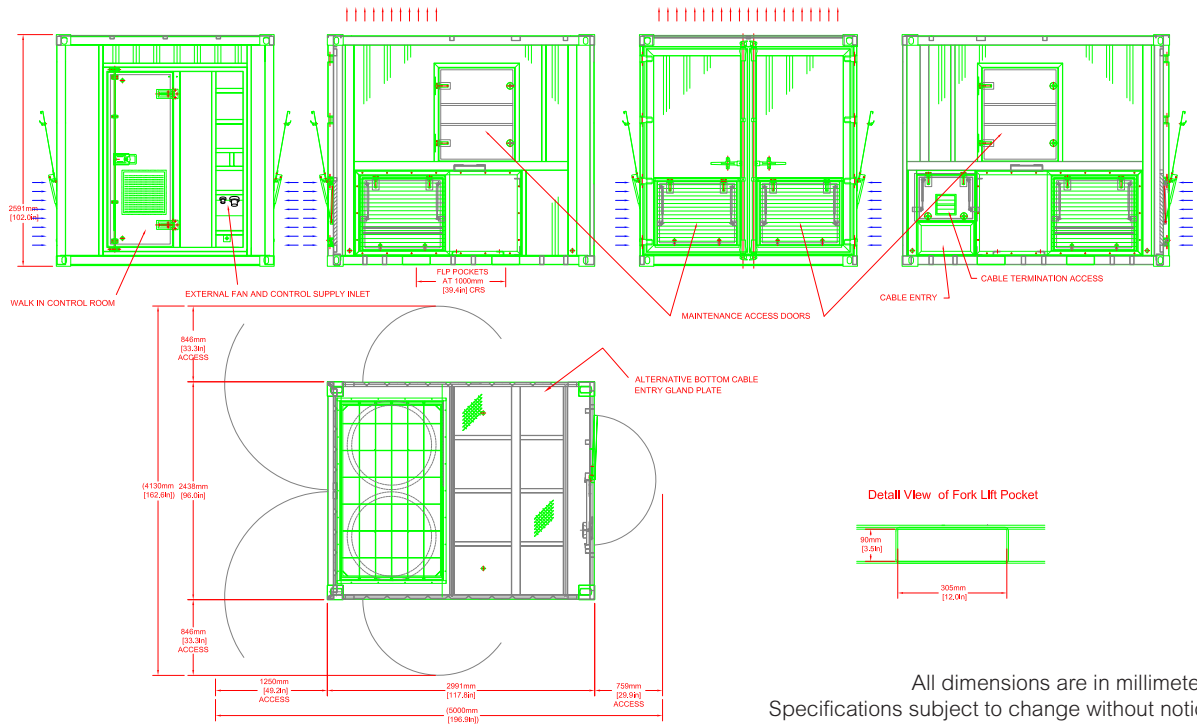 2591mm
[102.0in]
WALK IN CONTROL ROOM
EXTERNAL FAN AND CONTROL SUPPLY INLET
FLP POCKETS
AT 1000mm
[39.4in] CRS
MAINTENANCE ACCESS DOORS
CABLE TERMINATION ACCESS
CABLE ENTRY
846mm
[33.3in]
ACCESS
ALTERNATIVE BOTTOM CABLE
ENTRY GLAND PLATE
(4130mm
[162.6in])
2438mm
[96.0in]
Detail View of Fork Lift Pocket
90mm
[3.5in]
305mm
[12.0in]
846mm
[33.3in]
ACCESS
1250mm
[49.2in]
ACCESS
2991mm
[117.8in]
759mm
[29.9in]
ACCESS
(5000mm
[196.9in])
All dimensions are in millimete
Specifications subject to change without notic